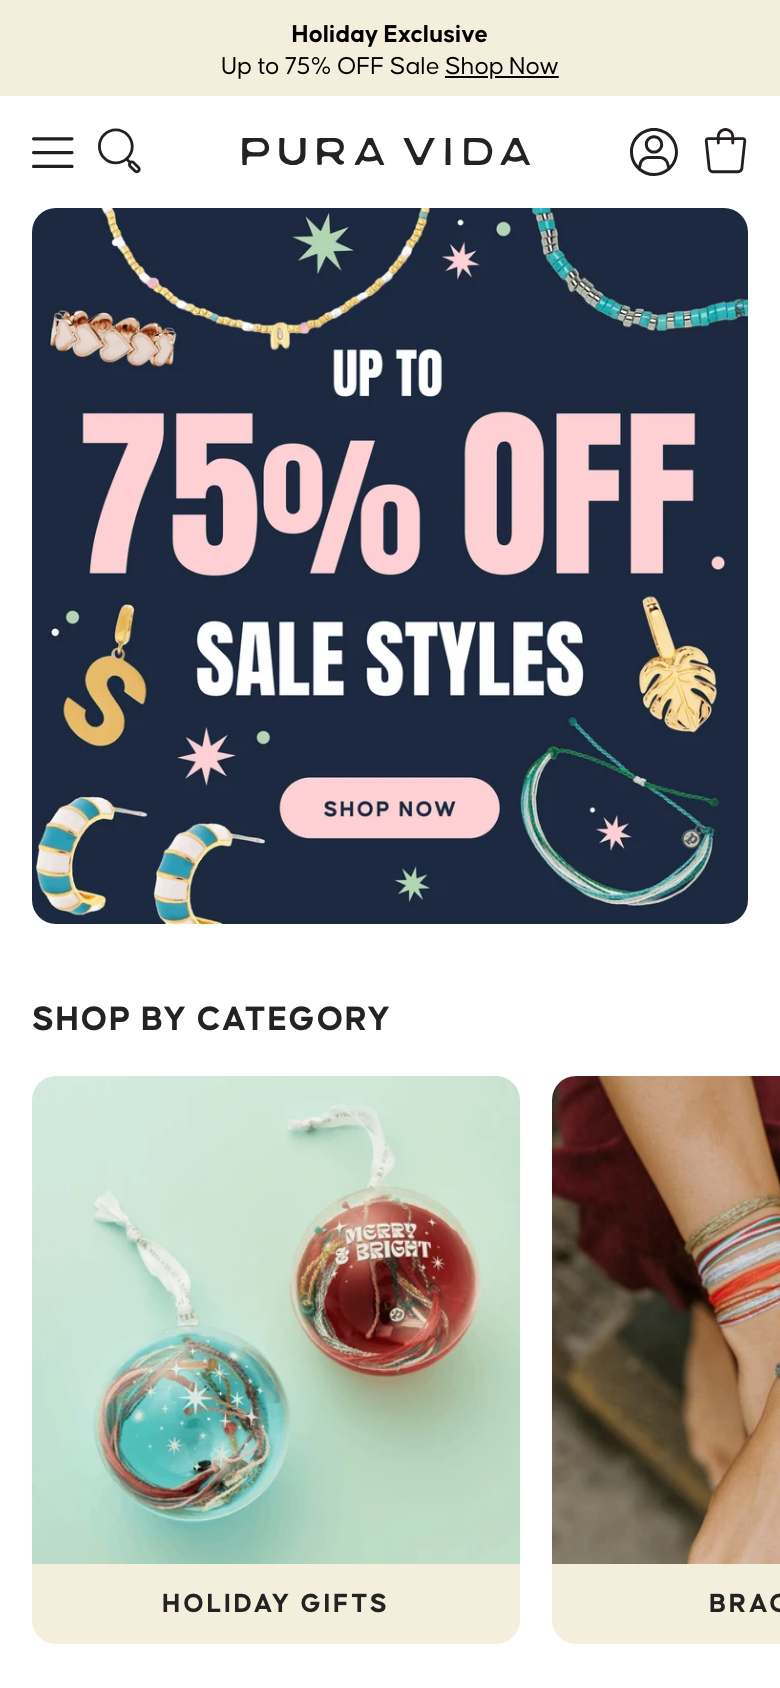 Holiday Exclusive
Up to 75% OFF Sale Shop Now
PURA VIDA
UP TO
75% OFF
SALE STYLES
SHOP NOW
SHOP BY CATEGORY
MERRY
& BRIGHT
HOLIDAY GIFTS
BRAC